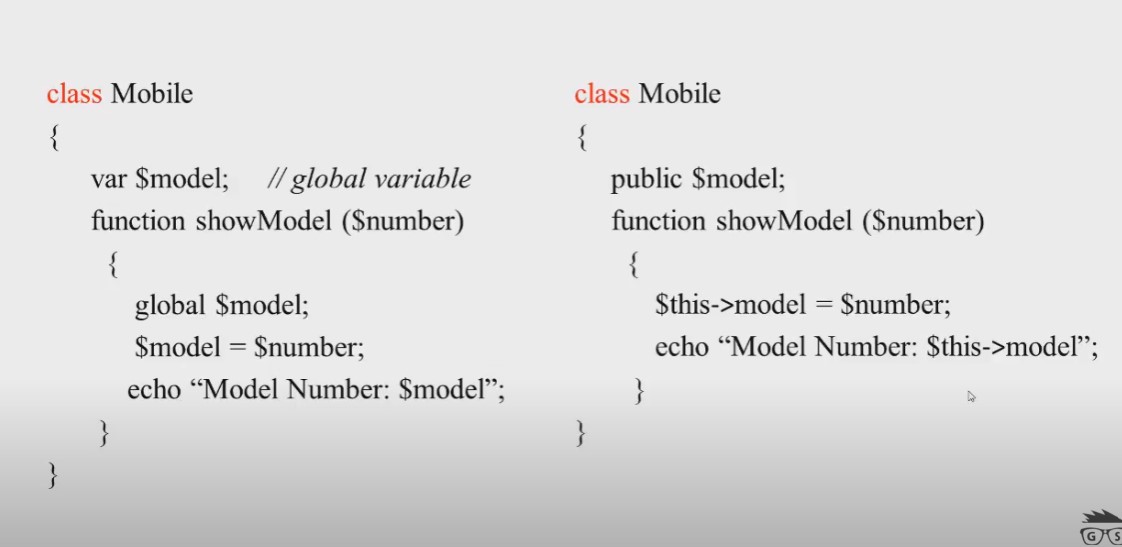 class Mobile
{
var $model; // global variable
function showModel ($number)
{
global $model;
$model = $number;
echo “Model Number: $model”;
}
}
class Mobile
{
public $model;
function showModel ($number)
{
$this->model = $number;
echo “Model Number: $this->model”;
}
}
G S